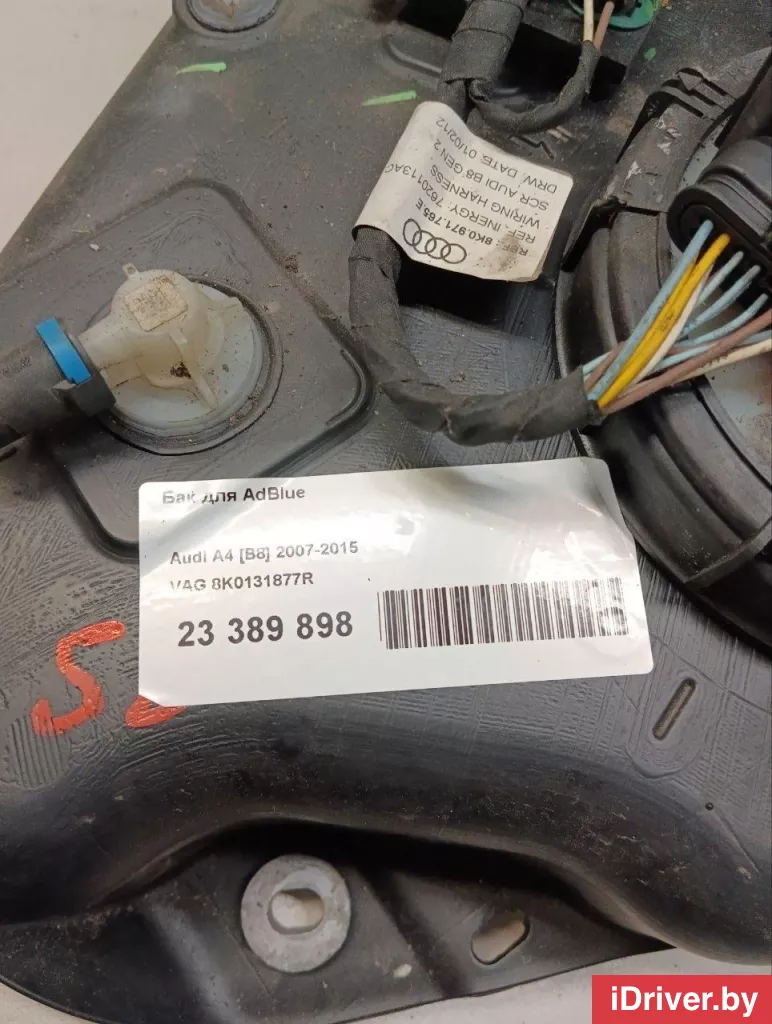 REF: 8K0.971.765.E
REF. INERGY: 7620113AC
WIRING HARNESS
SCR AUDI B8 GEN 2
DRW. DATE: 01/02/12
Бак для AdBlue
Audi A4 [B8] 2007-2015
VAG 8K0131877R
23 389 898
iDriver.by